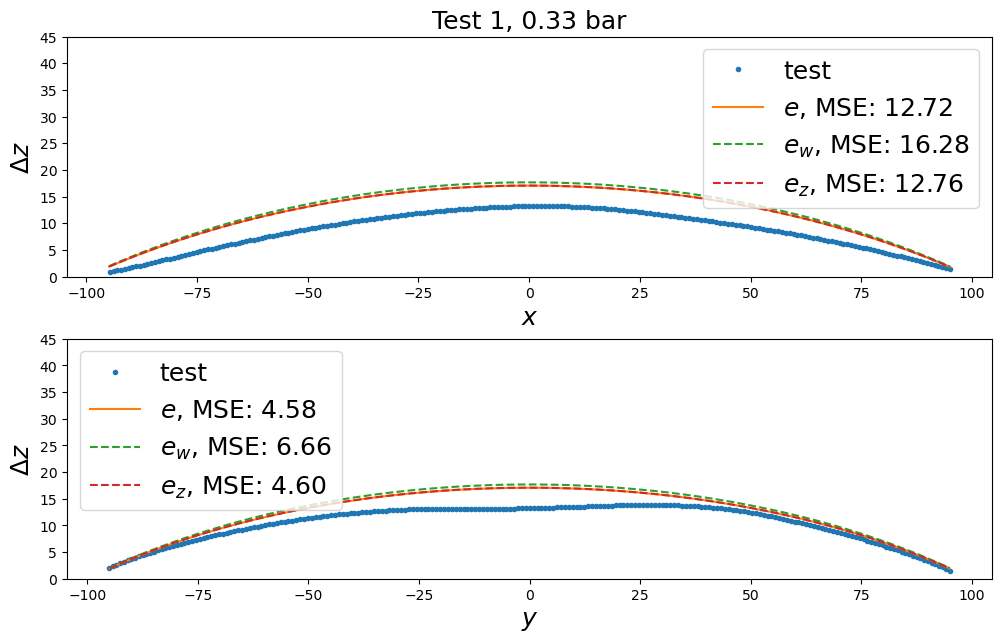 Test 1, 0.33 bar
45
40
35
30
25
20
15
10
5
0
Δz
test
e, MSE: 12.72
e_w, MSE: 16.28
e_z, MSE: 12.76
−100 −75 −50 −25 0 25 50 75 100
x
45
40
35
30
25
20
15
10
5
0
Δz
test
e, MSE: 4.58
e_w, MSE: 6.66
e_z, MSE: 4.60
−100 −75 −50 −25 0 25 50 75 100
y